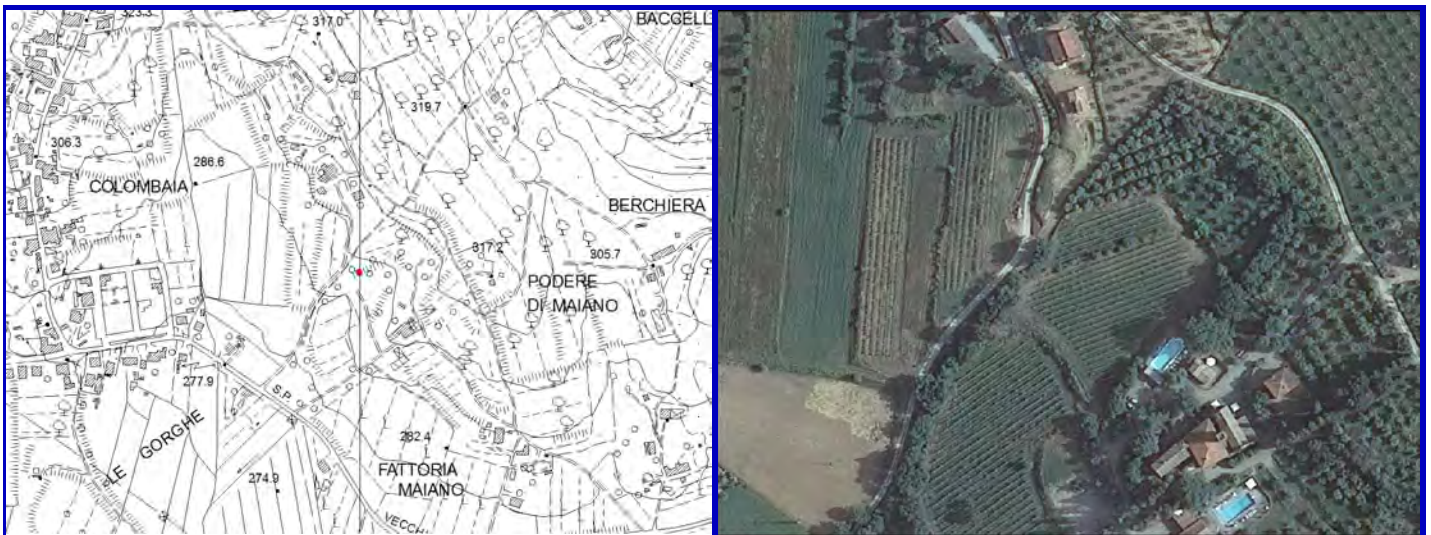 323.3
317.0
BACCELL
319.7
306.3
286.6
COLOMBAIA
BERCHIERA
317.2
305.7
PODERE
DI MAIANO
277.9
S.P.
LE GORGHE
282.4
FATTORIA
MAIANO
274.9
VECCH